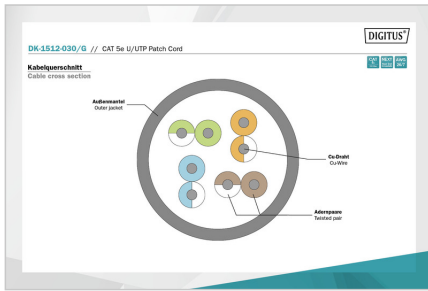 DIGITUS
DK-1512-030/G // CAT 5e U/UTP Patch Cord
Kabelquerschnitt
Cable cross section
Außenmantel
Outer jacket
Cu-Draht
Cu-Wire
Adernpaare
Twisted pair